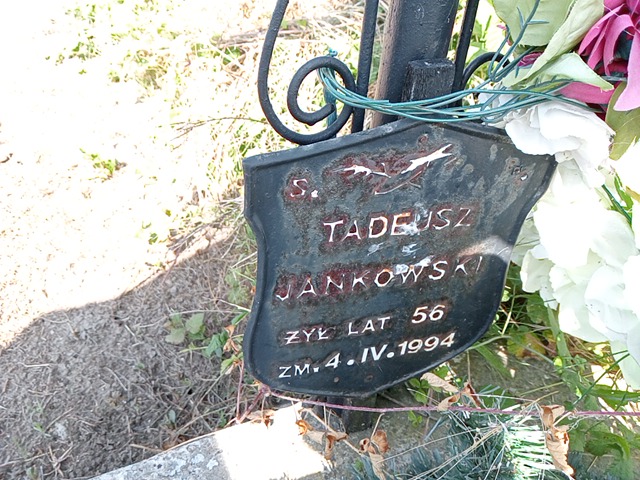 Ś.
TADEUSZ
JANKOWSKI
ŻYŁ LAT 56
ZM. 4. IV. 1994